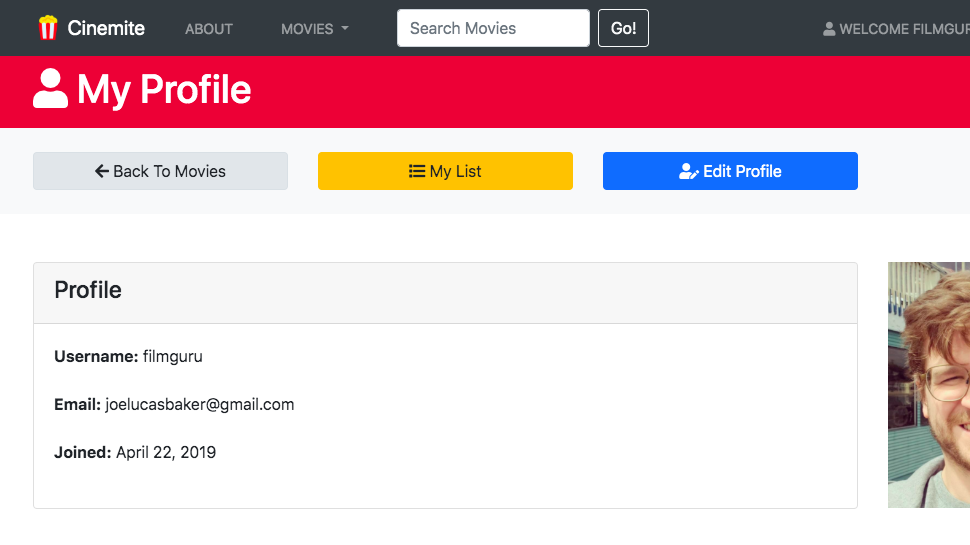 Cinemite ABOUT MOVIES Search Movies Go! WELCOME
My Profile
Back To Movies My List Edit Profile
Profile
Username: filmguru
Email: joelucasbaker@gmail.com
Joined: April 22, 2019